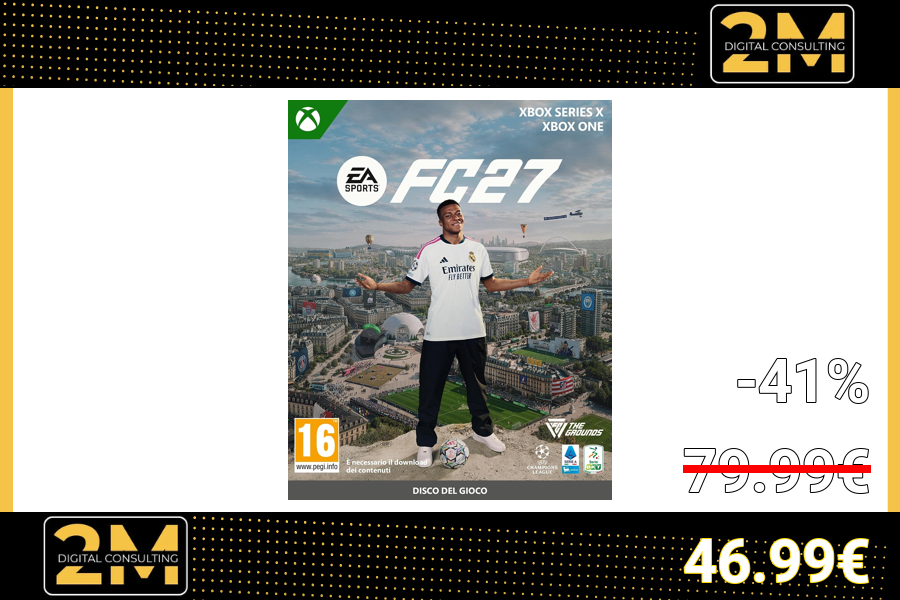 2M
DIGITAL CONSULTING
XBOX SERIES X
XBOX ONE
EA
SPORTS
FC27
Emirates
FLY BETTER
-41%
79.99€
THE
GROUNDS
16
www.pegi.info
È necessario il download
dei contenuti
CHAMPIONS
LEAGUE
SERIE A
DISCO DEL GIOCO
2M
DIGITAL CONSULTING
46.99€